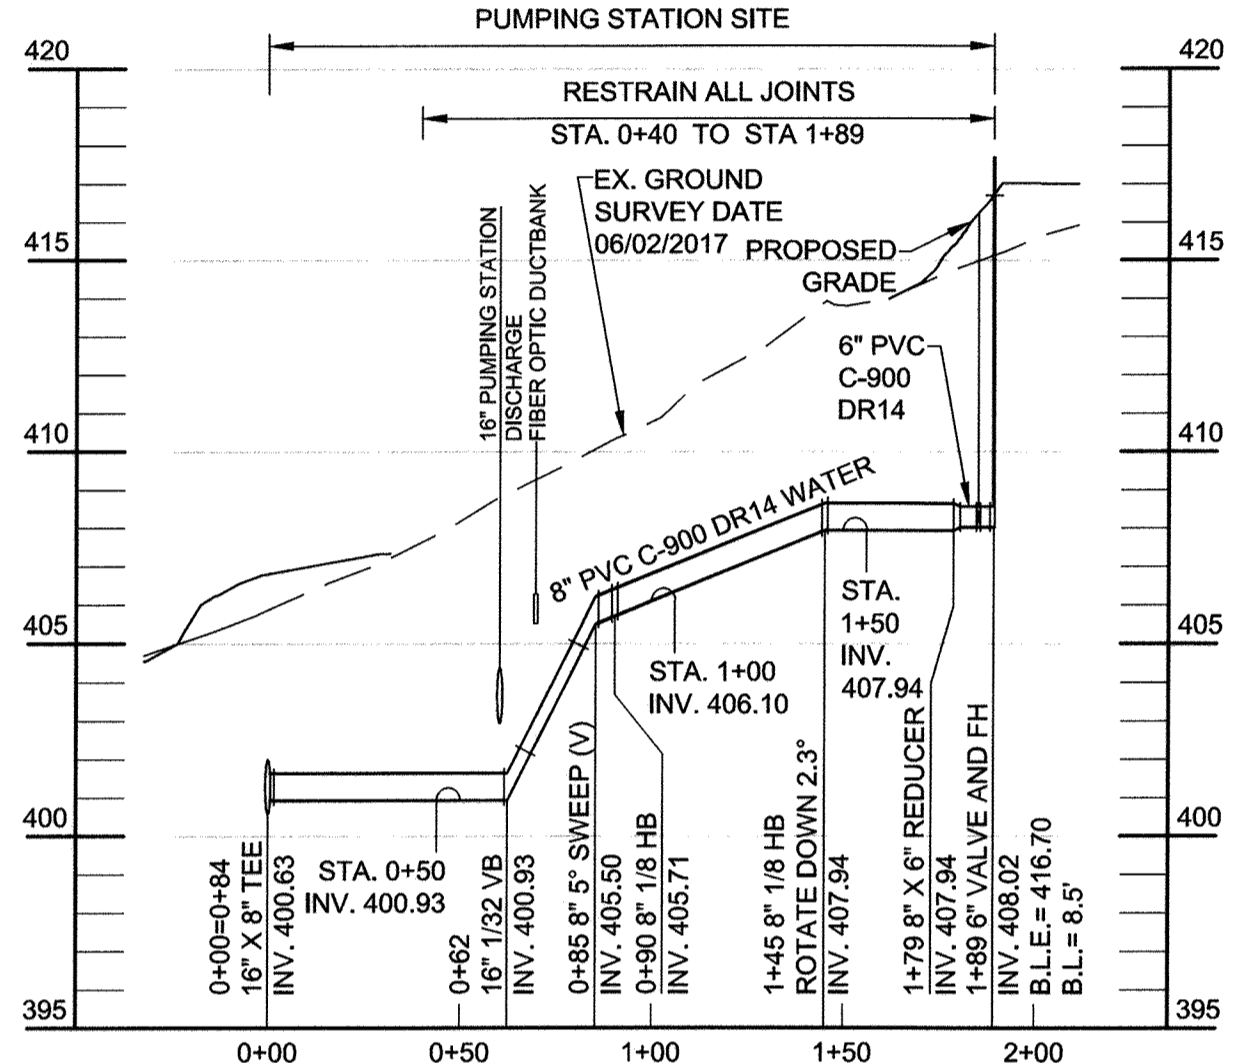 PUMPING STATION SITE
420
420
RESTRAIN ALL JOINTS
STA. 0+40 TO STA 1+89
EX. GROUND
SURVEY DATE
06/02/2017
PROPOSED
GRADE
16" PUMPING STATION
DISCHARGE
FIBER OPTIC DUCTBANK
415
415
6" PVC
C-900
DR14
410
410
8" PVC C-900 DR14 WATER
405
405
STA. 1+00
INV. 406.10
STA.
1+50
INV.
407.94
400
400
STA. 0+50
INV. 400.93
0+00=0+84
16" X 8" TEE
INV. 400.63
0+62
16" 1/32 VB
INV. 400.93
0+85 8" 5° SWEEP (V)
INV. 405.50
0+90 8" 1/8 HB
INV. 405.71
1+45 8" 1/8 HB
ROTATE DOWN 2.3°
INV. 407.94
1+79 8" X 6" REDUCER
INV. 407.94
1+89 6" VALVE AND FH
INV. 408.02
B.L.E.= 416.70
B.L.= 8.5'
395
395
0+00
0+50
1+00
1+50
2+00